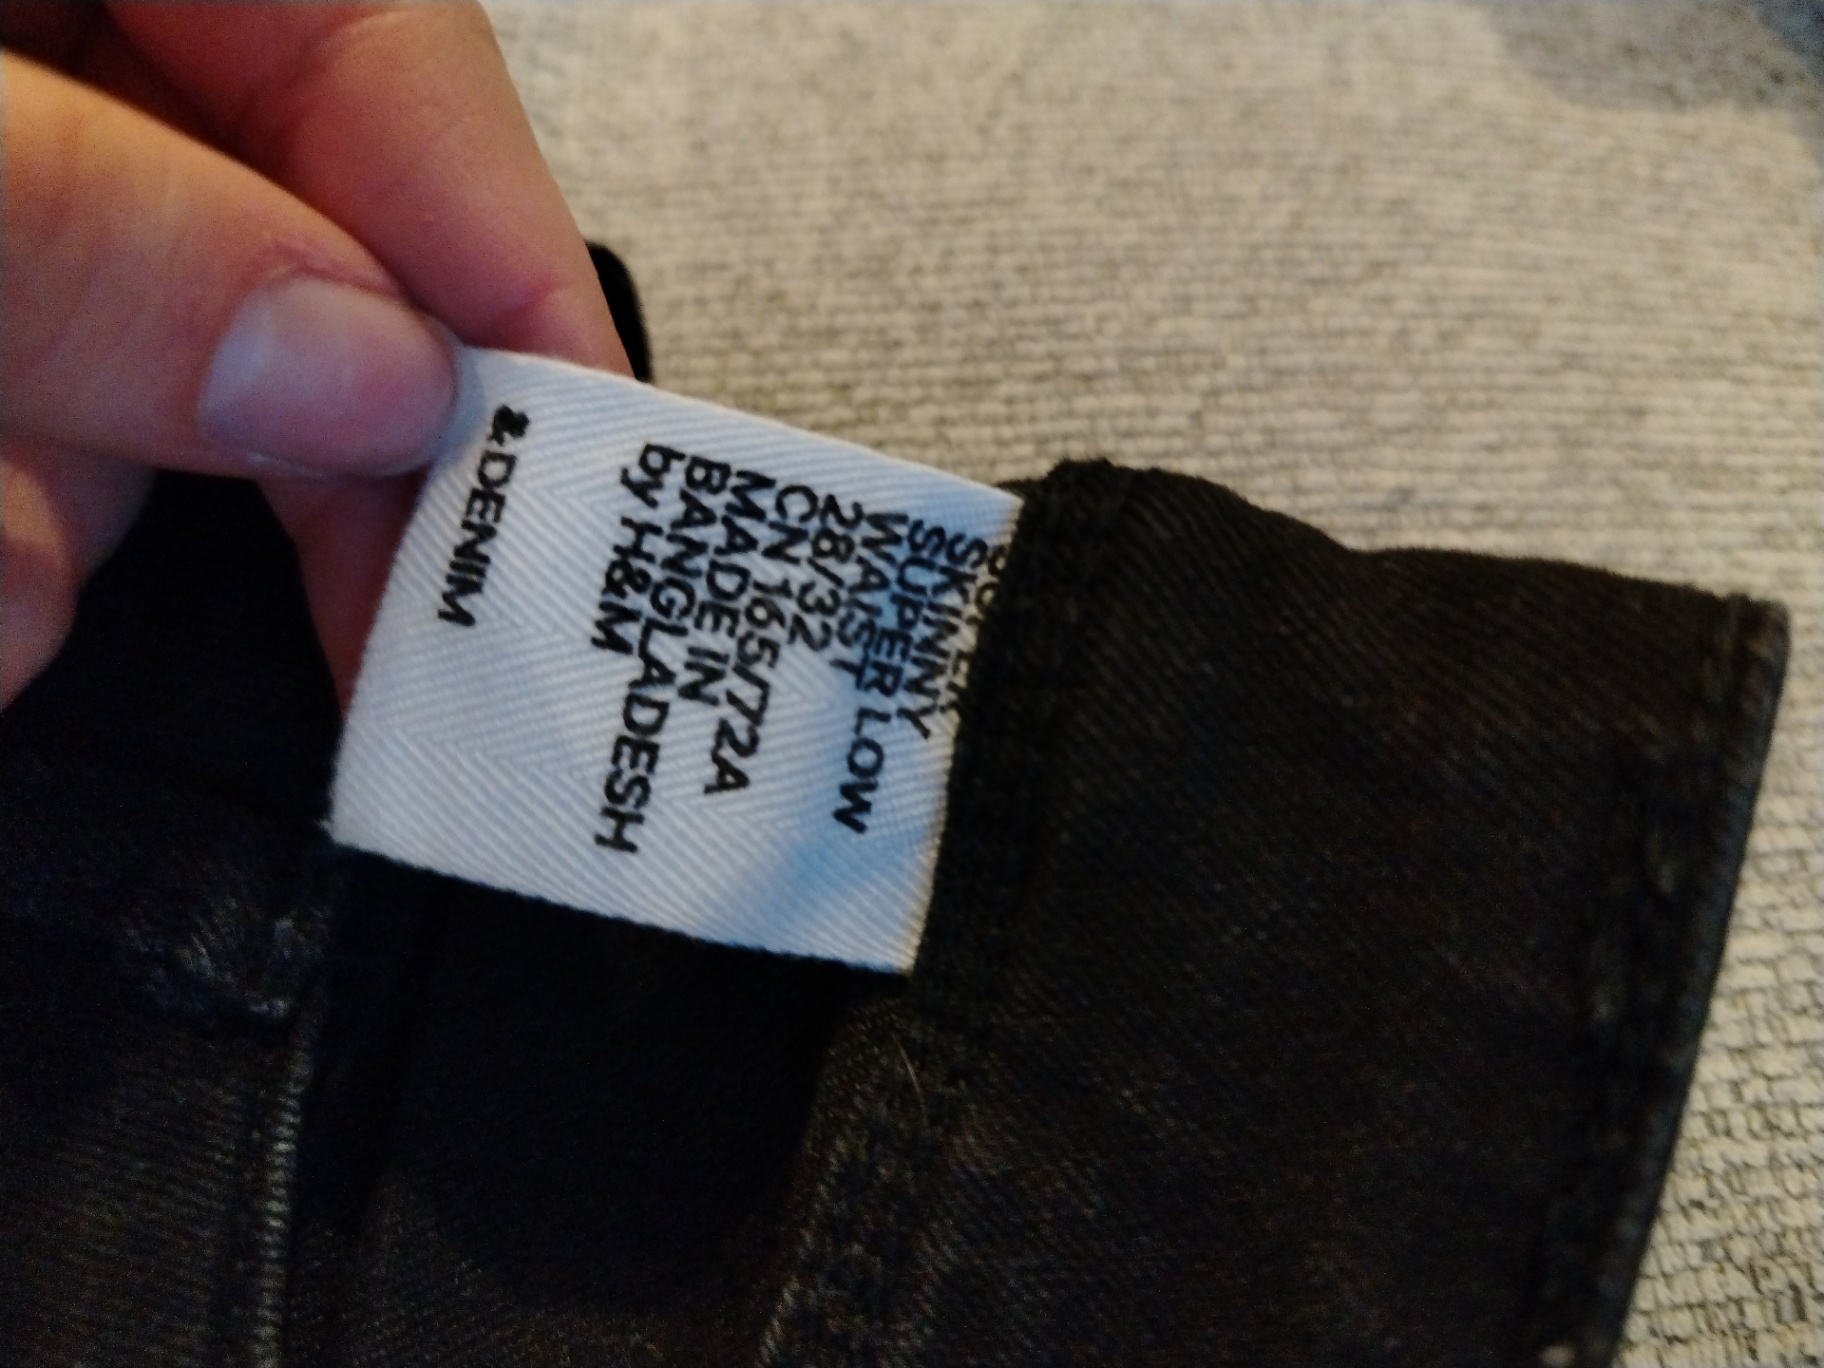 SKINNY
SUPER LOW
WAIST
28/32
CN 165/72A
MADE IN
BANGLADESH
by H&M
&DENIM